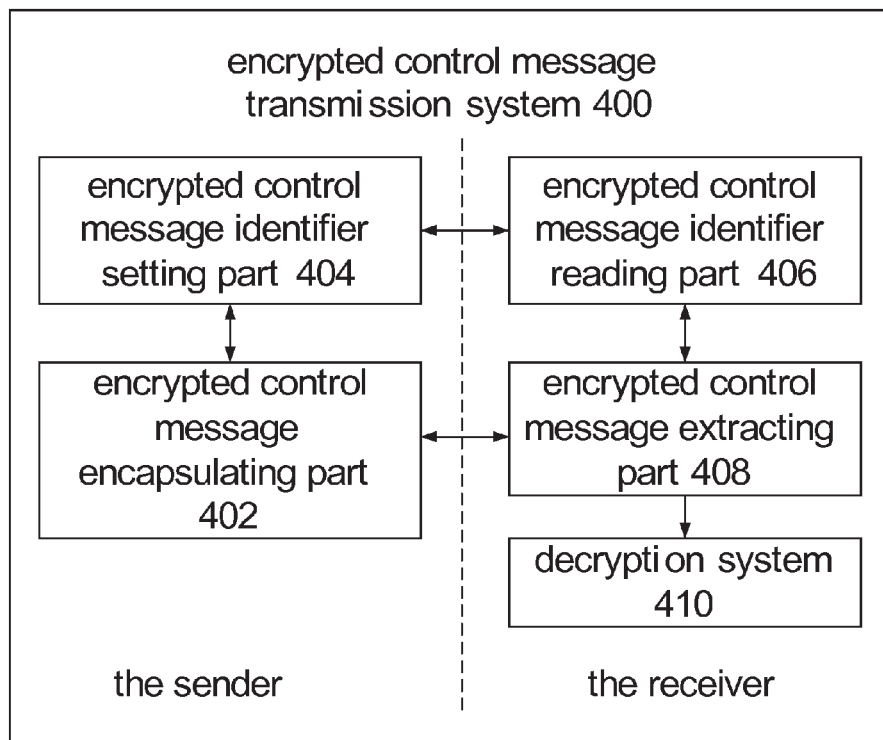 encrypted control message
transmission system 400
encrypted control
message identifier
setting part 404
encrypted control
message identifier
reading part 406
encrypted control
message
encapsulating part
402
encrypted control
message extracting
part 408
decryption system
410
the sender
the receiver